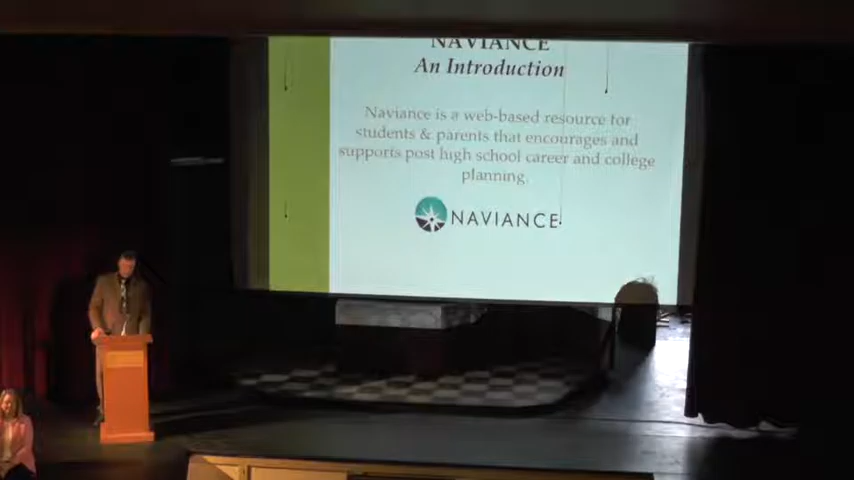 NAVIANCE
An Introduction
Naviance is a web-based resource for
students & parents that encourages and
supports post high school career and college
planning.
NAVIANCE